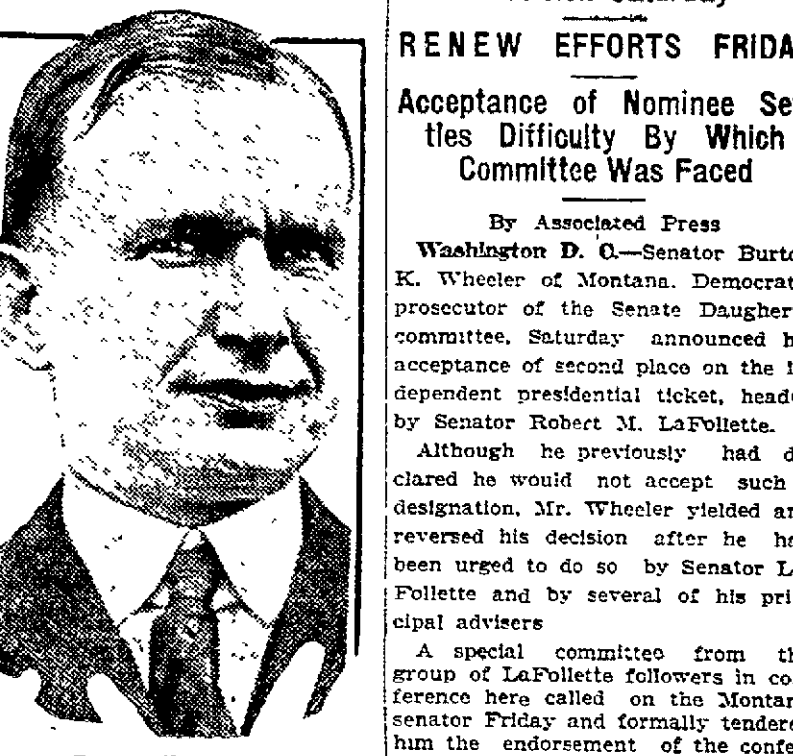 RENEW EFFORTS FRIDA
Acceptance of Nominee Set
tles Difficulty By Which
Committee Was Faced
By Associated Press
Washington D. C.—Senator Burto
K. Wheeler of Montana. Democrat
prosecutor of the Senate Daugher
committee, Saturday announced h
acceptance of second place on the I
dependent presidential ticket, head
by Senator Robert M. LaFollette.
Although he previously had d
clared he would not accept such
designation, Mr. Wheeler yielded an
reversed his decision after he ha
been urged to do so by Senator L
Follette and by several of his pri
cipal advisers
A special committee from th
group of LaFollette followers in co
ference here called on the Montan
senator Friday and formally tendere
him the endorsement of the confe